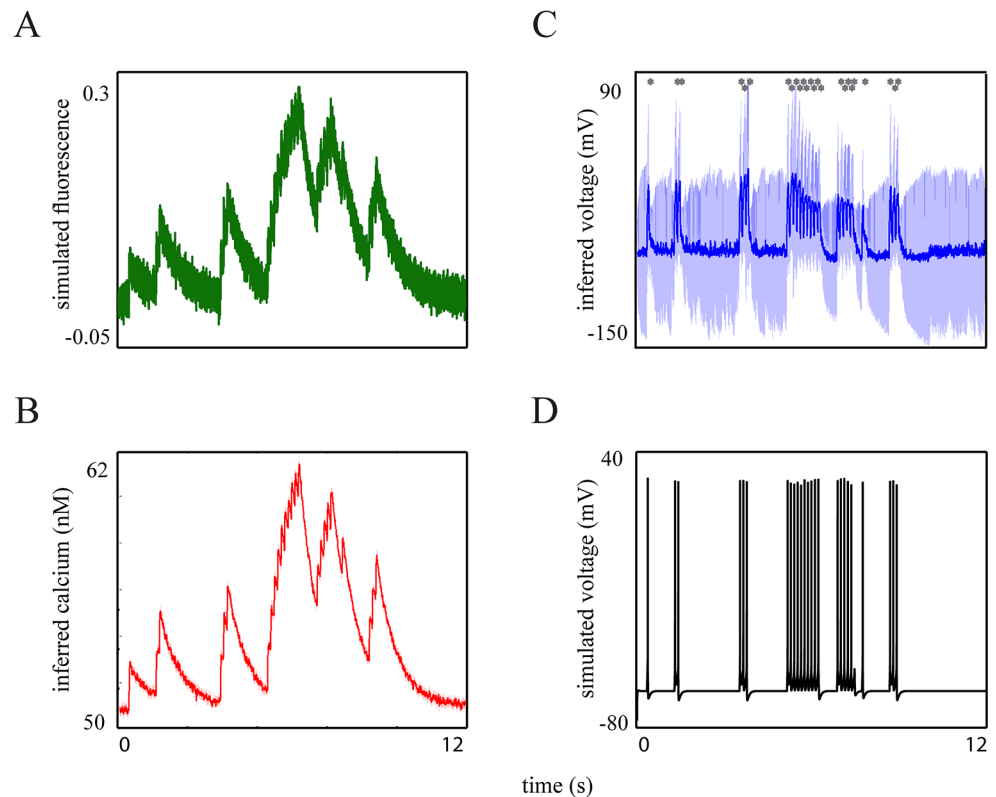 A
0.3
simulated fluorescence
-0.05
C
90
inferred voltage (mV)
-150
B
62
inferred calcium (nM)
50
0
12
D
40
simulated voltage (mV)
-80
0
12
time (s)